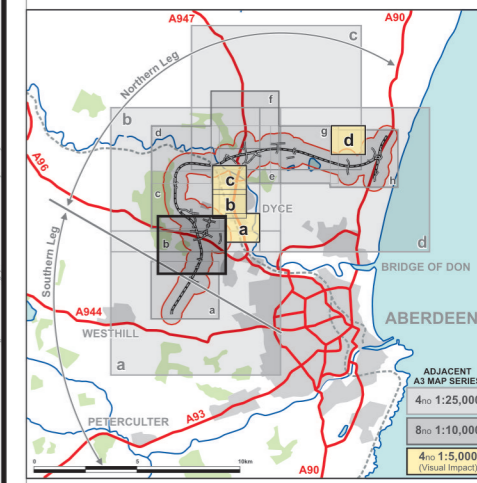 A947
A90
c
Northern Leg
f
b
g
d
d
A96
e
c
H
c
DYCE
b
a
b
d
Southern Leg
BRIDGE OF DON
a
A944
ABERDEEN
WESTHILL
a
ADJACENT
A3 MAP SERIES
4no 1:25,000
PETERCULTER
A93
8no 1:10,000
4no 1:5,000
(Visual Impact)
0 5 10km
A90